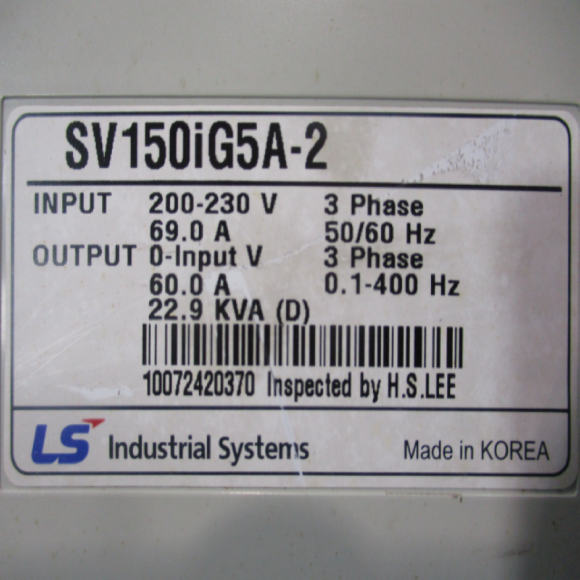 SV150iG5A-2
INPUT 200-230 V 3 Phase
69.0 A 50/60 Hz
OUTPUT 0-Input V 3 Phase
60.0 A 0.1-400 Hz
22.9 KVA (D)
10072420370 Inspected by H.S.LEE
LS Industrial Systems Made in KOREA